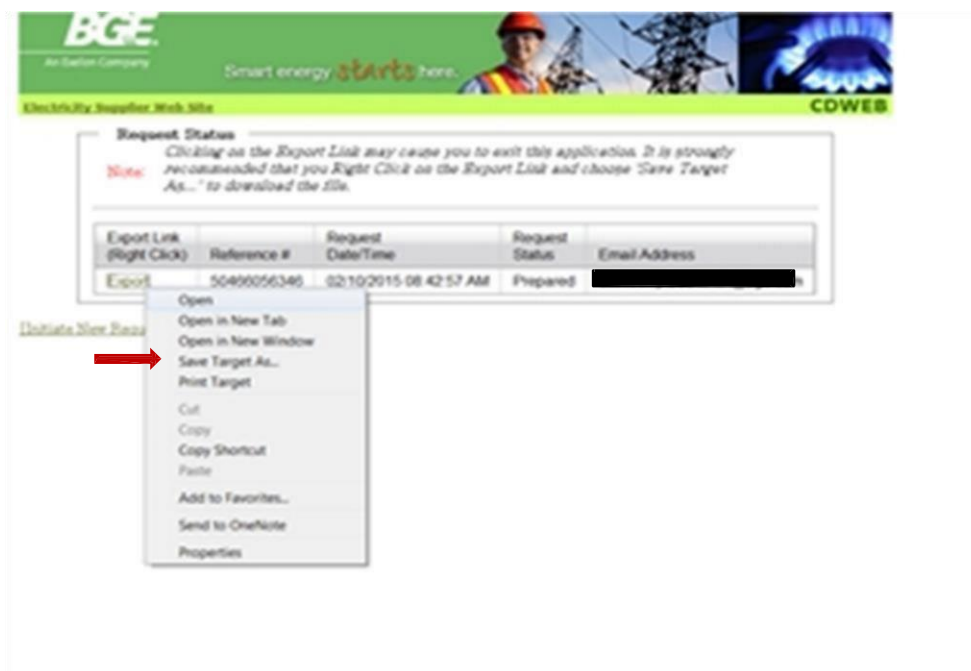 BGE.
An Exelon Company
Smart energy starts here.
Electricity Supplier Web Site
CDWEB
Request Status
Note: Clicking on the Export Link may cause you to exit this application. It is strongly
recommended that you Right Click on the Export Link and choose 'Save Target
As...' to download the file.
Export Link
(Right Click)
Reference #
Request
Date/Time
Request
Status
Email Address
Export
50466056346
02/10/2015 08:42:57 AM
Prepared
Initiate New
Open
Open in New Tab
Open in New Window
Save Target As...
Print Target
Cut
Copy
Copy Shortcut
Paste
Add to Favorites...
Send to OneNote
Properties